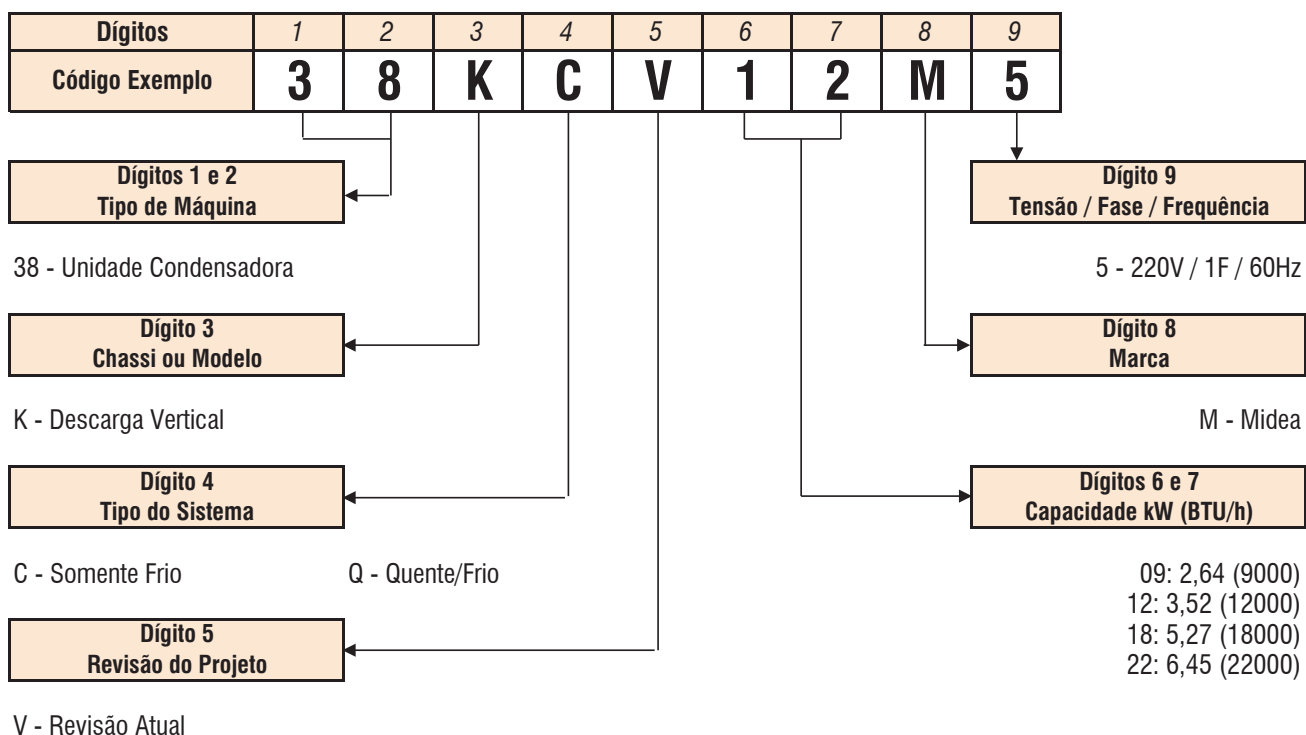 Dígitos 1 2 3 4 5 6 7 8 9
Código Exemplo 3 8 K C V 1 2 M 5
Dígitos 1 e 2
Tipo de Máquina
38 - Unidade Condensadora
Dígito 3
Chassi ou Modelo
K - Descarga Vertical
Dígito 4
Tipo do Sistema
C - Somente Frio Q - Quente/Frio
Dígito 5
Revisão do Projeto
V - Revisão Atual
Dígito 9
Tensão / Fase / Frequência
5 - 220V / 1F / 60Hz
Dígito 8
Marca
M - Midea
Dígitos 6 e 7
Capacidade kW (BTU/h)
09: 2,64 (9000)
12: 3,52 (12000)
18: 5,27 (18000)
22: 6,45 (22000)